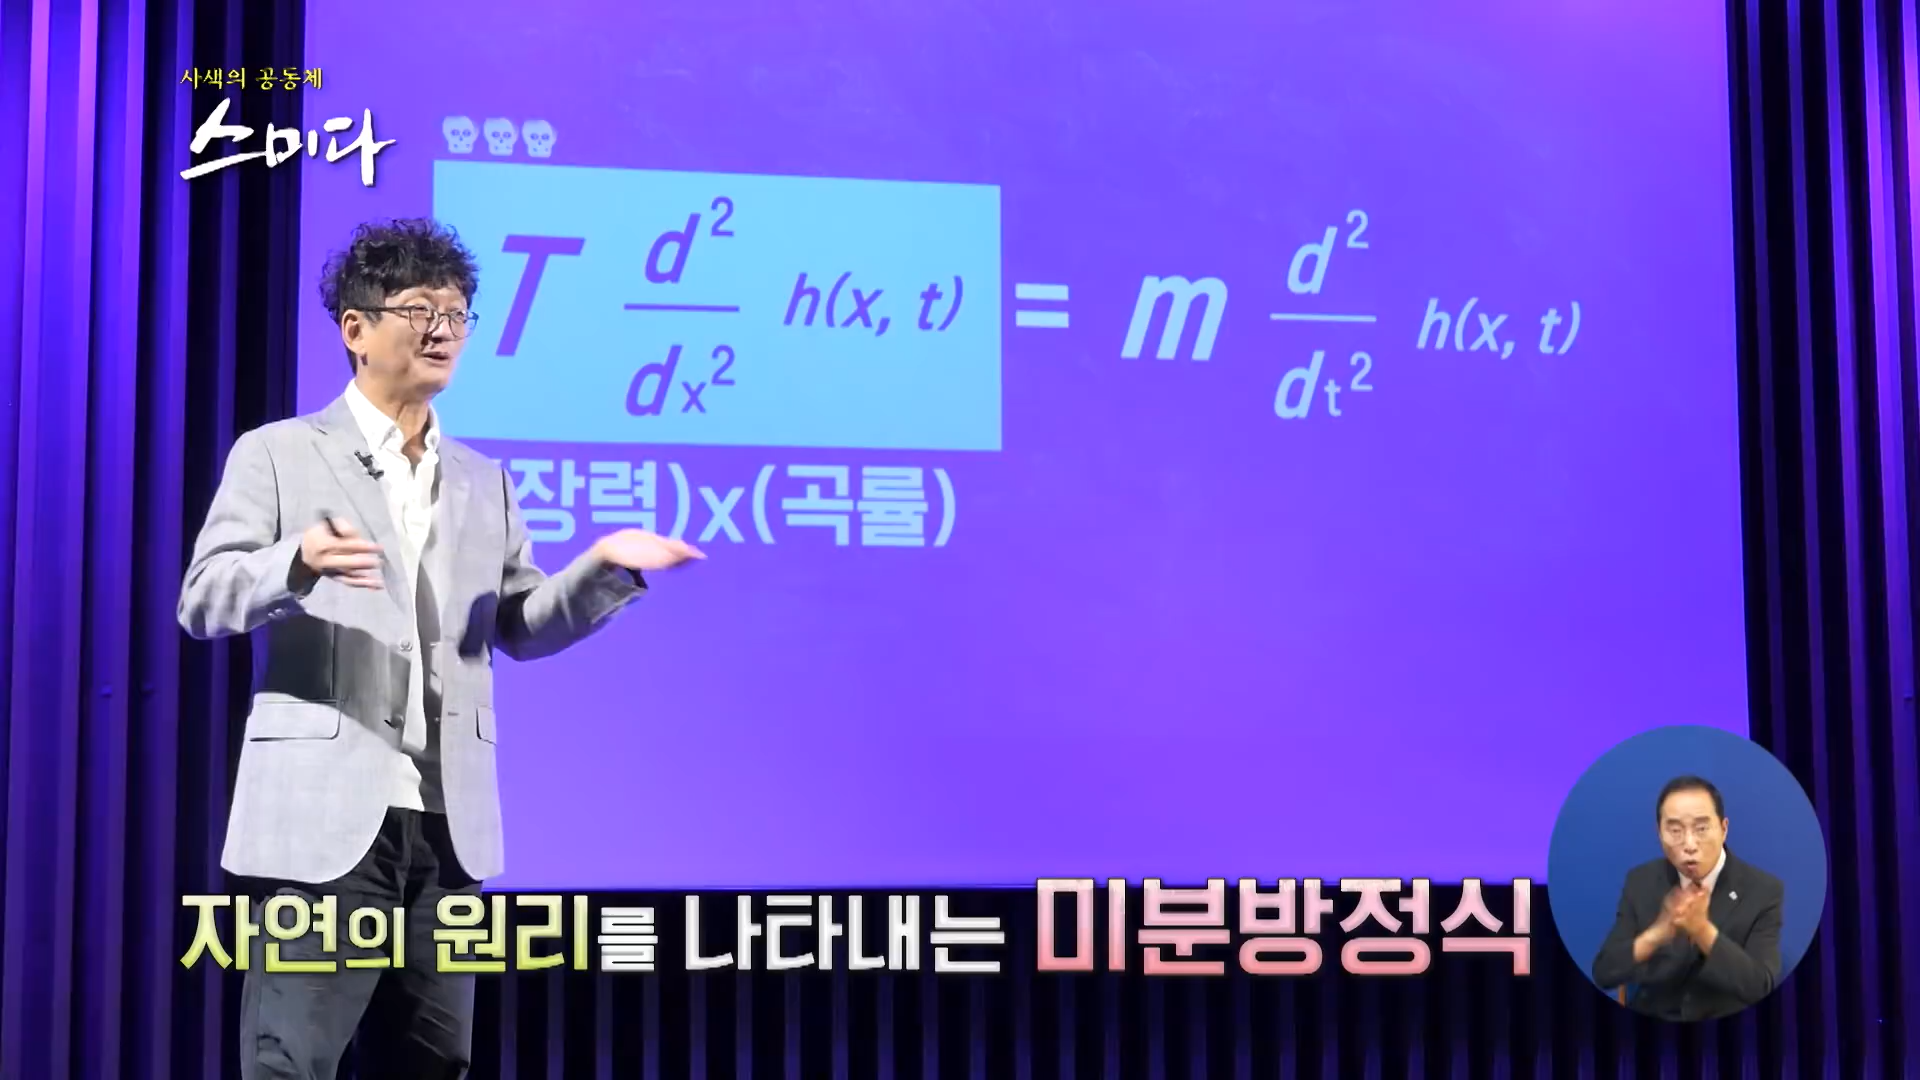 사색의 공동체
스미다
T d²/dx² h(x, t) = m d²/dt² h(x, t)
장력)x(곡률)
자연의 원리를 나타내는 미분방정식